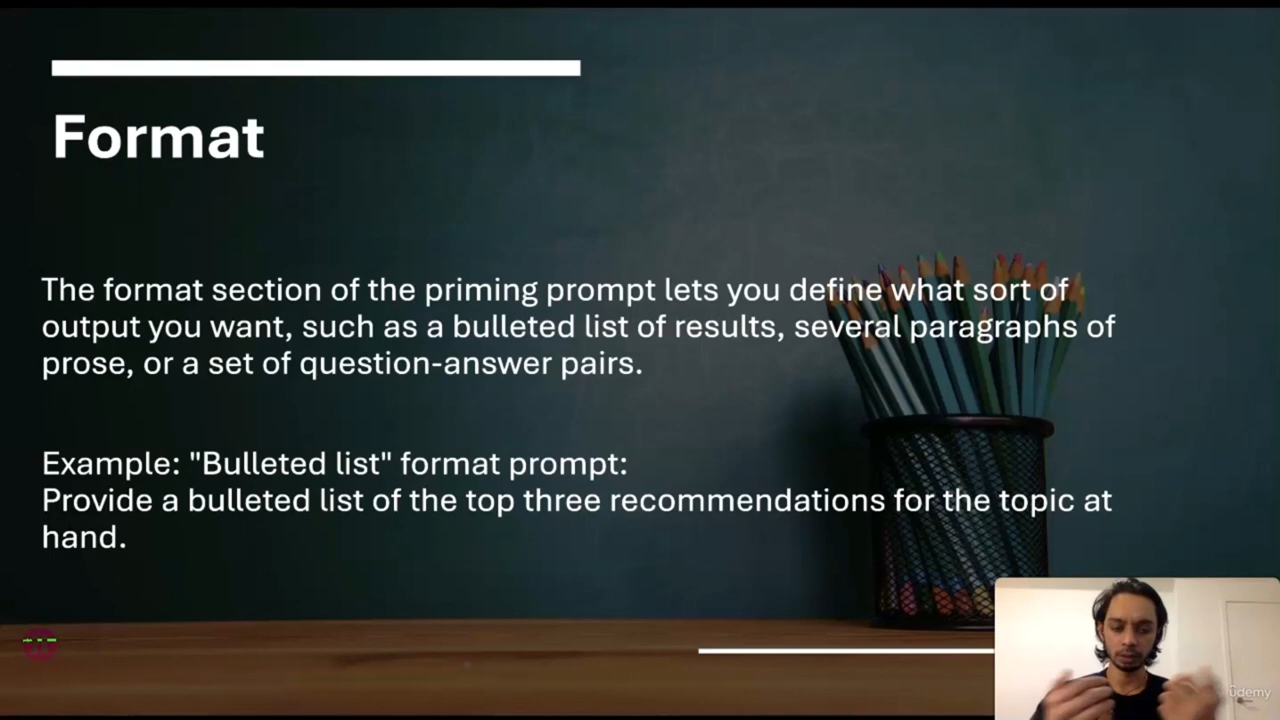 Format
The format section of the priming prompt lets you define what sort of
output you want, such as a bulleted list of results, several paragraphs of
prose, or a set of question-answer pairs.
Example: "Bulleted list" format prompt:
Provide a bulleted list of the top three recommendations for the topic at
hand.
ûdemy